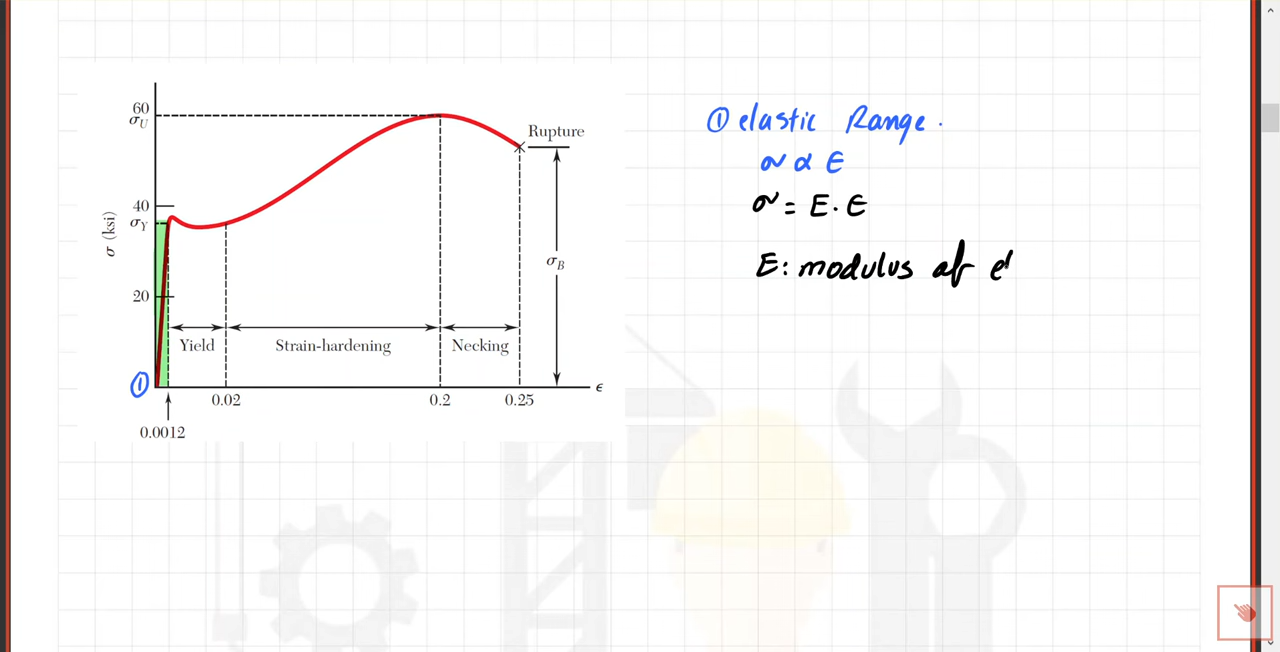 60
σU
Rupture
40
σY
σ (ksi)
σB
20
Yield
Strain-hardening
Necking
ϵ
0.02
0.2
0.25
0.0012
①
① elastic Range.
σ α ϵ
σ = E . ϵ
E: modulus of el